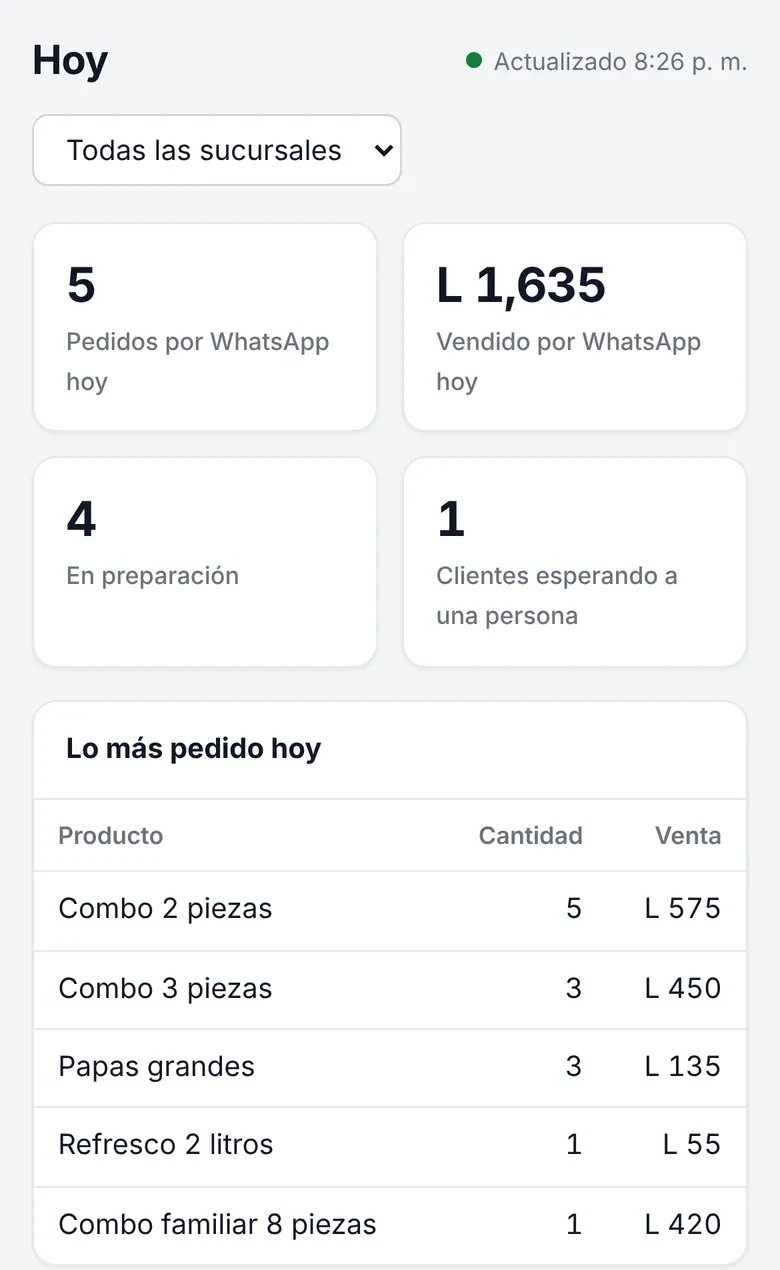 Hoy
Actualizado 8:26 p. m.
Todas las sucursales
5
Pedidos por WhatsApp
hoy
L 1,635
Vendido por WhatsApp
hoy
4
En preparación
1
Clientes esperando a
una persona
Lo más pedido hoy
Producto Cantidad Venta
Combo 2 piezas 5 L 575
Combo 3 piezas 3 L 450
Papas grandes 3 L 135
Refresco 2 litros 1 L 55
Combo familiar 8 piezas 1 L 420